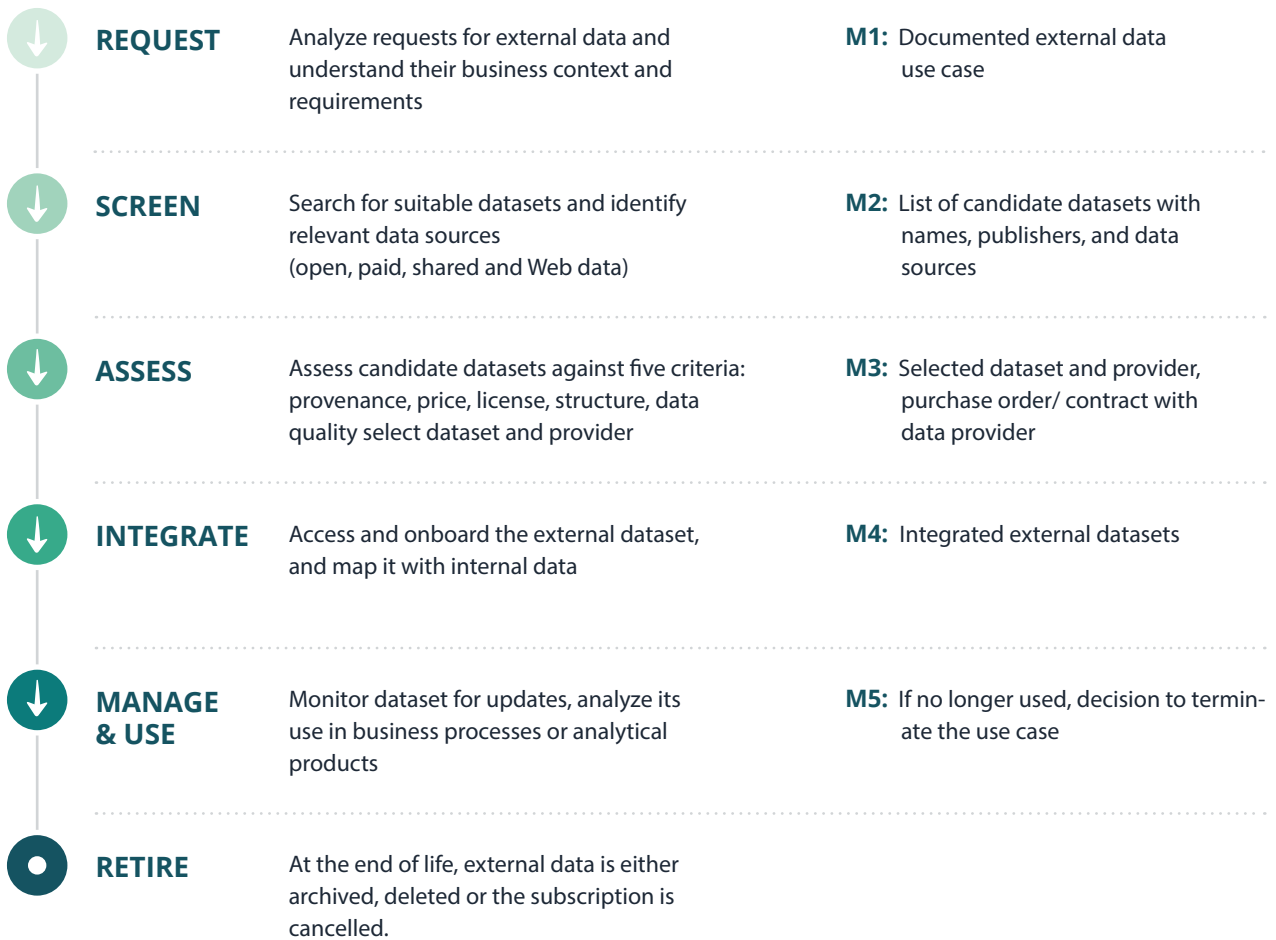 REQUEST
Analyze requests for external data and
understand their business context and
requirements
M1: Documented external data
use case
SCREEN
Search for suitable datasets and identify
relevant data sources
(open, paid, shared and Web data)
M2: List of candidate datasets with
names, publishers, and data
sources
ASSESS
Assess candidate datasets against five criteria:
provenance, price, license, structure, data
quality select dataset and provider
M3: Selected dataset and provider,
purchase order/ contract with
data provider
INTEGRATE
Access and onboard the external dataset,
and map it with internal data
M4: Integrated external datasets
MANAGE
& USE
Monitor dataset for updates, analyze its
use in business processes or analytical
products
M5: If no longer used, decision to termin-
ate the use case
RETIRE
At the end of life, external data is either
archived, deleted or the subscription is
cancelled.